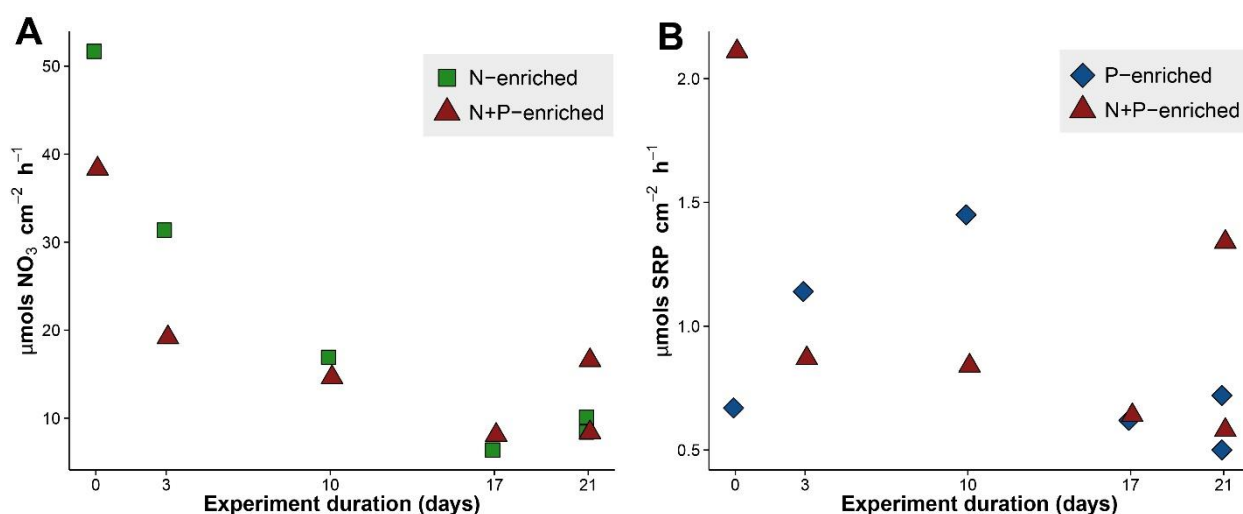 A
N−enriched
N+P−enriched
µmols NO₃ cm⁻² h⁻¹
50
40
30
20
10
0
3
10
17
21
Experiment duration (days)
B
P−enriched
N+P−enriched
µmols SRP cm⁻² h⁻¹
2.0
1.5
1.0
0.5
0
3
10
17
21
Experiment duration (days)